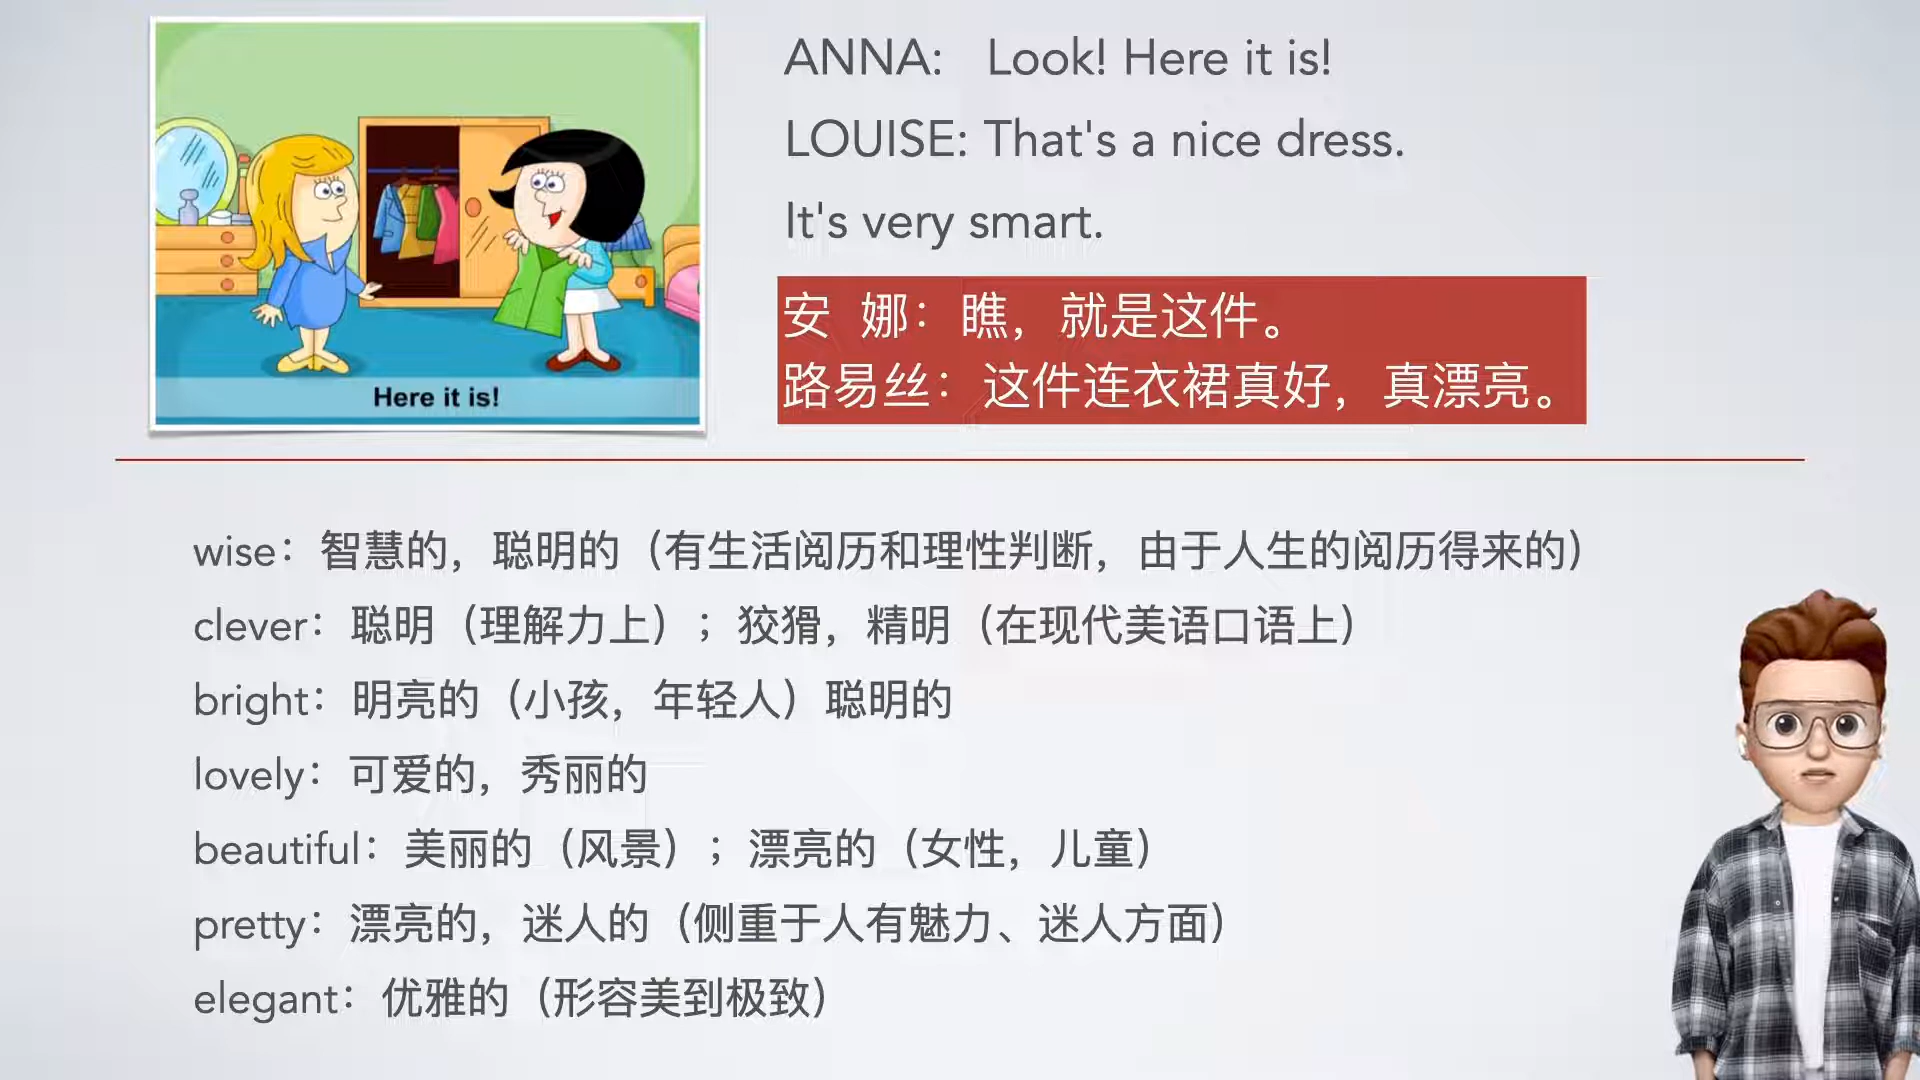 ANNA: Look! Here it is!
LOUISE: That's a nice dress.
It's very smart.
安 娜：瞧，就是这件。
路易丝：这件连衣裙真好，真漂亮。
Here it is!
wise：智慧的，聪明的（有生活阅历和理性判断，由于人生的阅历得来的）
clever：聪明（理解力上）；狡猾，精明（在现代美语口语上）
bright：明亮的（小孩，年轻人）聪明的
lovely：可爱的，秀丽的
beautiful：美丽的（风景）；漂亮的（女性，儿童）
pretty：漂亮的，迷人的（侧重于人有魅力、迷人方面）
elegant：优雅的（形容美到极致）